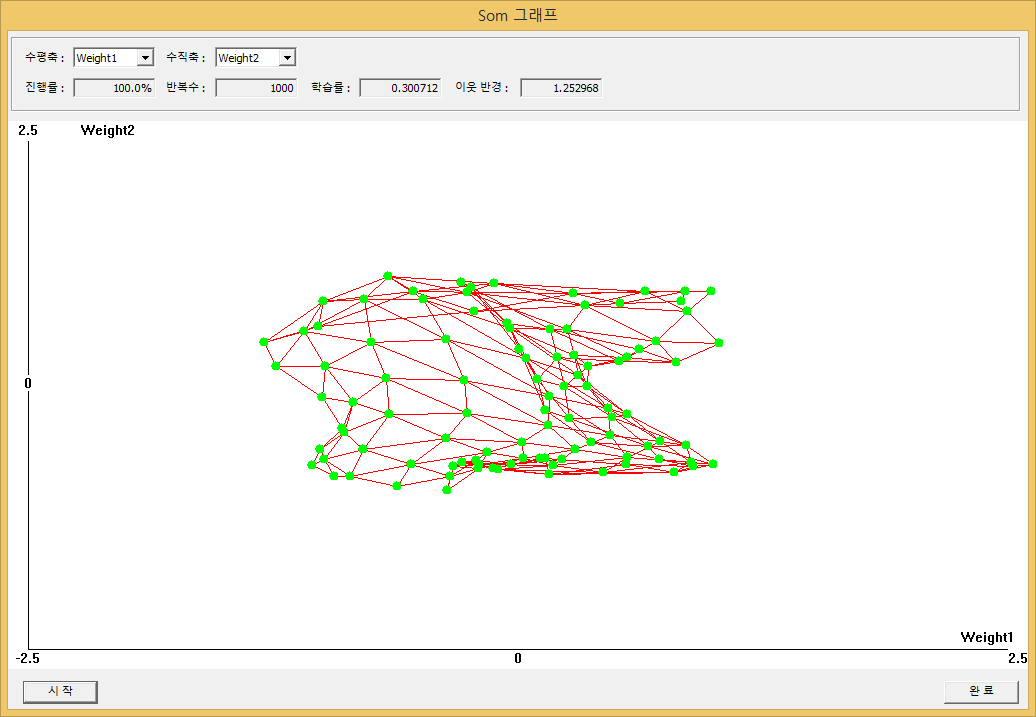 Som 그래프
수평축 : Weight1 수직축 : Weight2
진행률 : 100.0% 반복수 : 1000 학습률 : 0.300712 이웃 반경 : 1.252968
2.5 Weight2
0
Weight1
-2.5 0 2.5
시 작 완 료